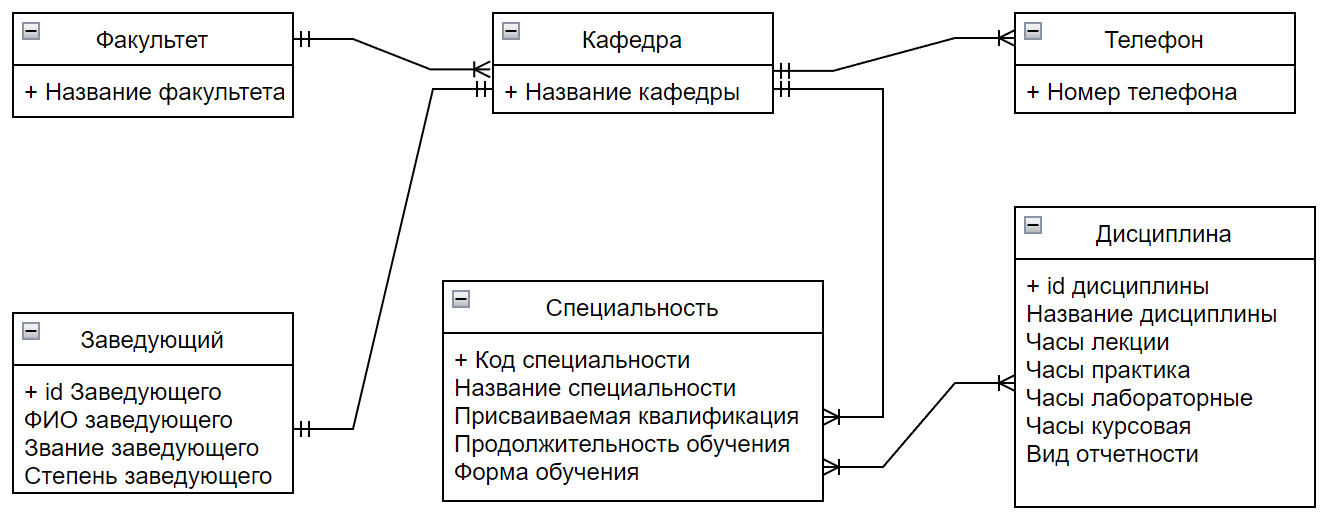 Факультет
+ Название факультета
Кафедра
+ Название кафедры
Телефон
+ Номер телефона
Заведующий
+ id Заведующего
ФИО заведующего
Звание заведующего
Степень заведующего
Специальность
+ Код специальности
Название специальности
Присваиваемая квалификация
Продолжительность обучения
Форма обучения
Дисциплина
+ id дисциплины
Название дисциплины
Часы лекции
Часы практика
Часы лабораторные
Часы курсовая
Вид отчетности